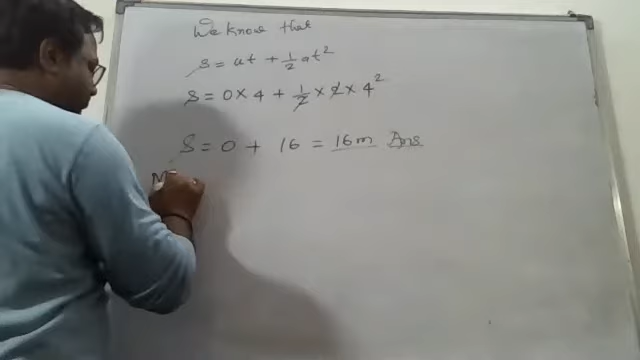 We know that
s = ut + 1/2 at²
s = 0 × 4 + 1/2 × 2 × 4²
S = 0 + 16 = 16m Ans